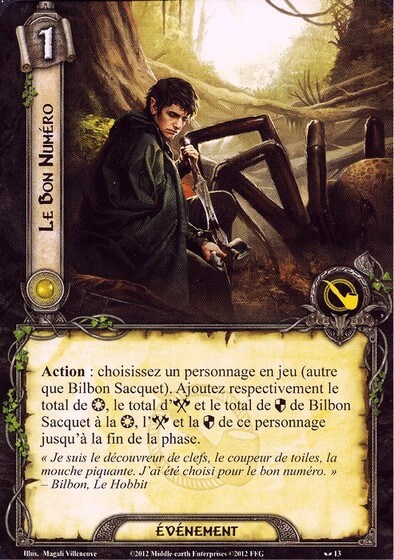 1
LE BON NUMÉRO
Action : choisissez un personnage en jeu (autre
que Bilbon Sacquet). Ajoutez respectivement le
total de , le total d' et le total de de Bilbon
Sacquet à la , l' et la de ce personnage
jusqu'à la fin de la phase.
« Je suis le découvreur de clefs, le coupeur de toiles, la
mouche piquante. J'ai été choisi pour le bon numéro. »
– Bilbon, Le Hobbit
ÉVÉNEMENT
Illus. Magali Villeneuve ©2012 Middle-earth Enterprises ©2012 FFG 13